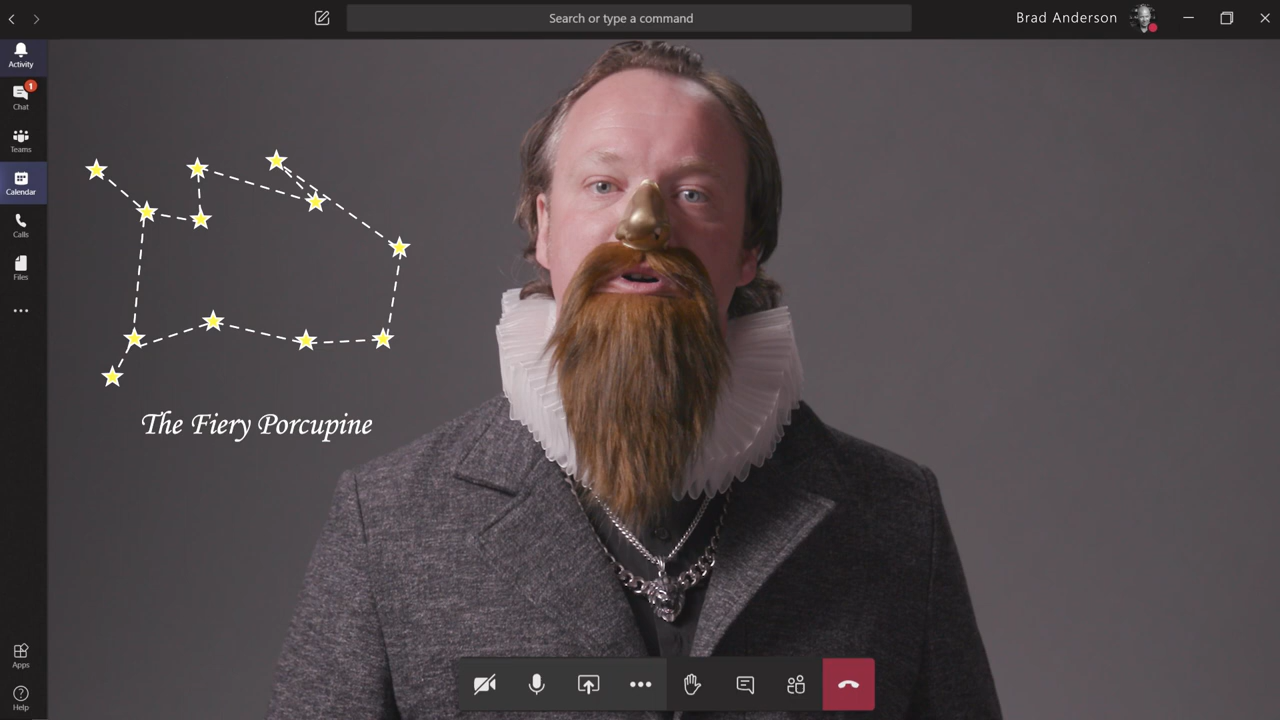 Search or type a command
Brad Anderson
Activity
1
Chat
Teams
Calendar
Calls
Files
The Fiery Porcupine
Apps
Help